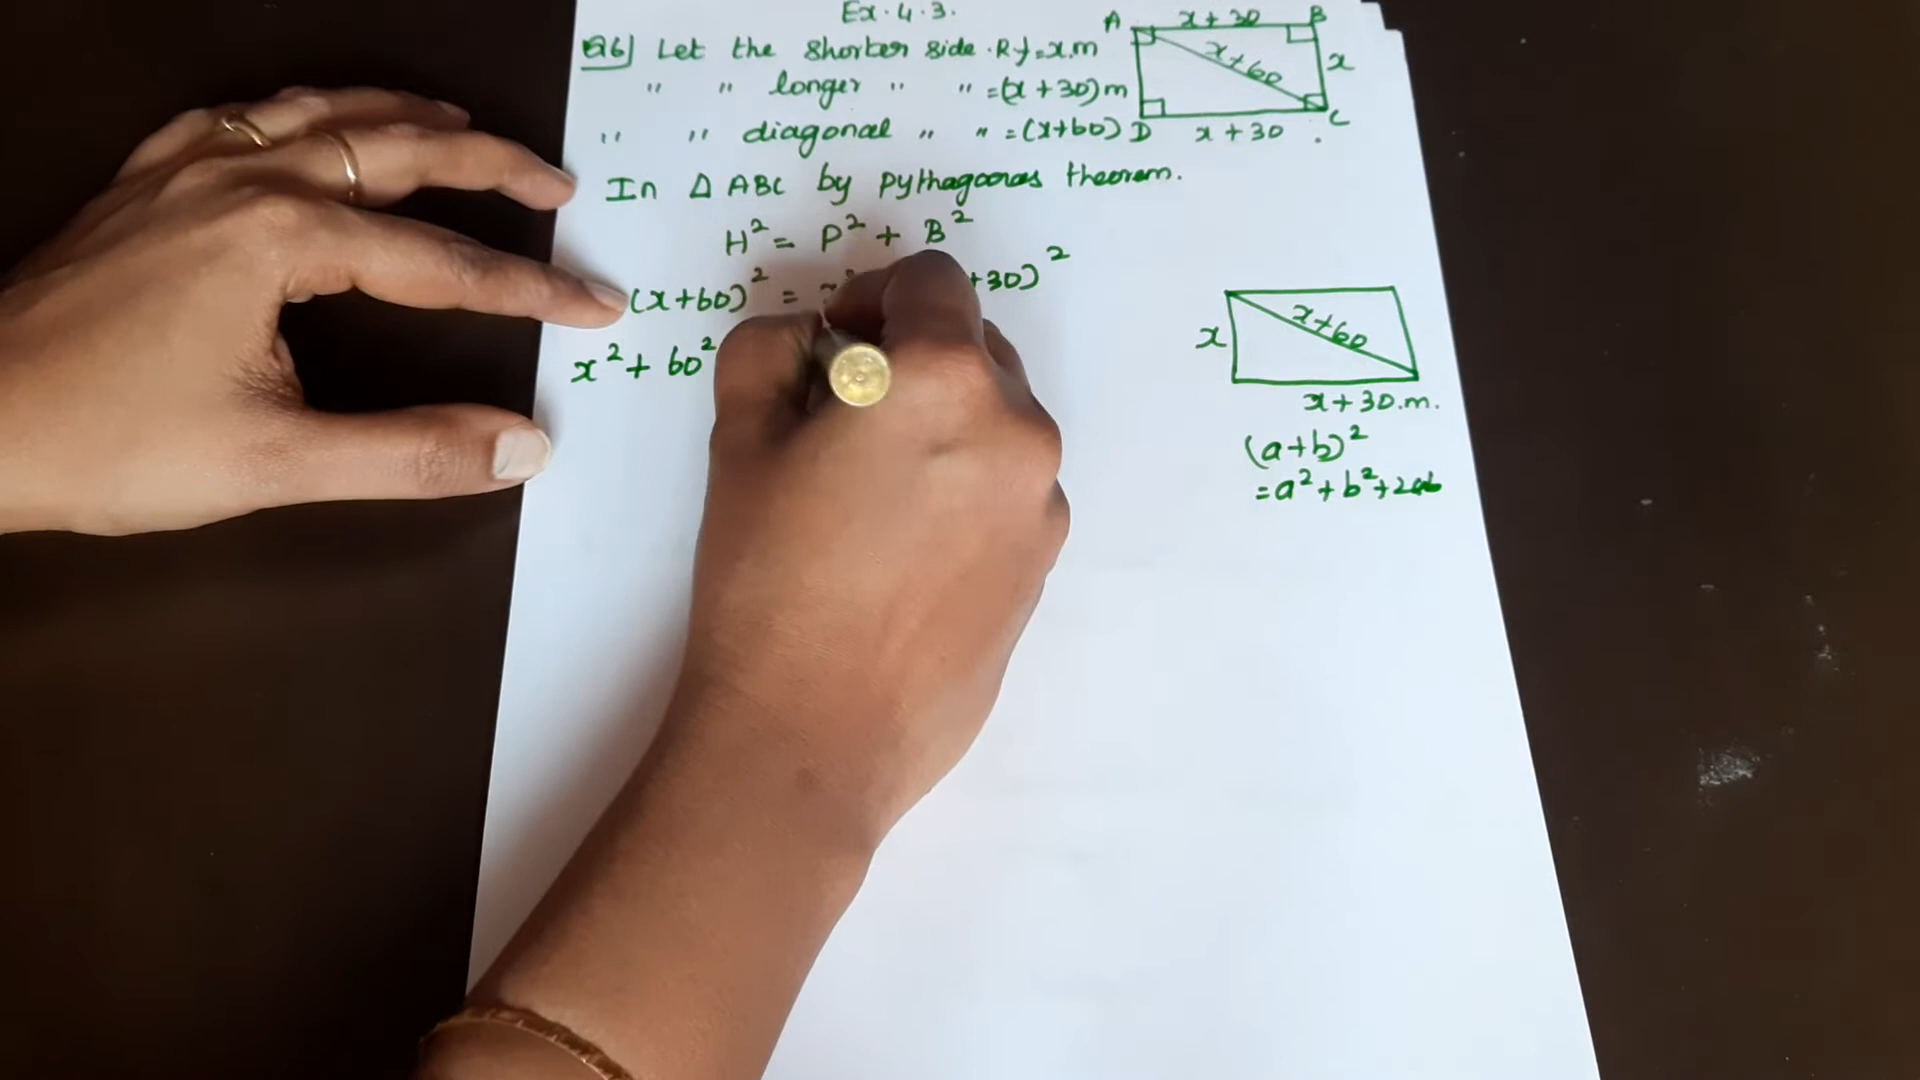 Ex.4.3.
Q6) Let the shorter side =x.m
" " longer " " =(x+30)m
" " diagonal " " =(x+60)
A x+30 B
x+60
x
D x+30 C
In Δ ABC by pythagoras theorem.
H² = P² + B²
(x+60)² = +30)²
x² + 60²
x x+60
x+30.m.
(a+b)²
=a²+b²+2ab